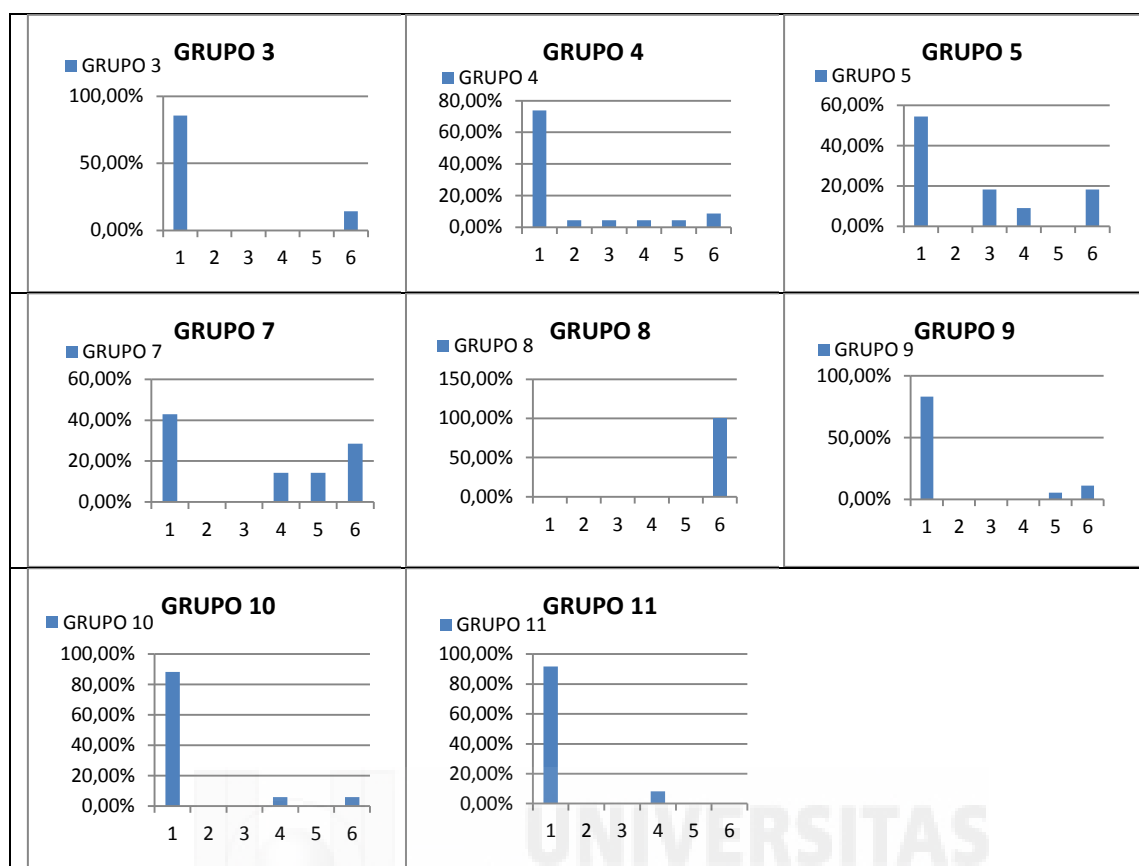 GRUPO 3
GRUPO 3
100,00%
50,00%
0,00%
1 2 3 4 5 6
GRUPO 4
GRUPO 4
80,00%
60,00%
40,00%
20,00%
0,00%
1 2 3 4 5 6
GRUPO 5
GRUPO 5
60,00%
40,00%
20,00%
0,00%
1 2 3 4 5 6
GRUPO 7
GRUPO 7
60,00%
40,00%
20,00%
0,00%
1 2 3 4 5 6
GRUPO 8
GRUPO 8
150,00%
100,00%
50,00%
0,00%
1 2 3 4 5 6
GRUPO 9
GRUPO 9
100,00%
50,00%
0,00%
1 2 3 4 5 6
GRUPO 10
GRUPO 10
100,00%
80,00%
60,00%
40,00%
20,00%
0,00%
1 2 3 4 5 6
GRUPO 11
GRUPO 11
100,00%
80,00%
60,00%
40,00%
20,00%
0,00%
1 2 3 4 5 6
UNIVERSITAS